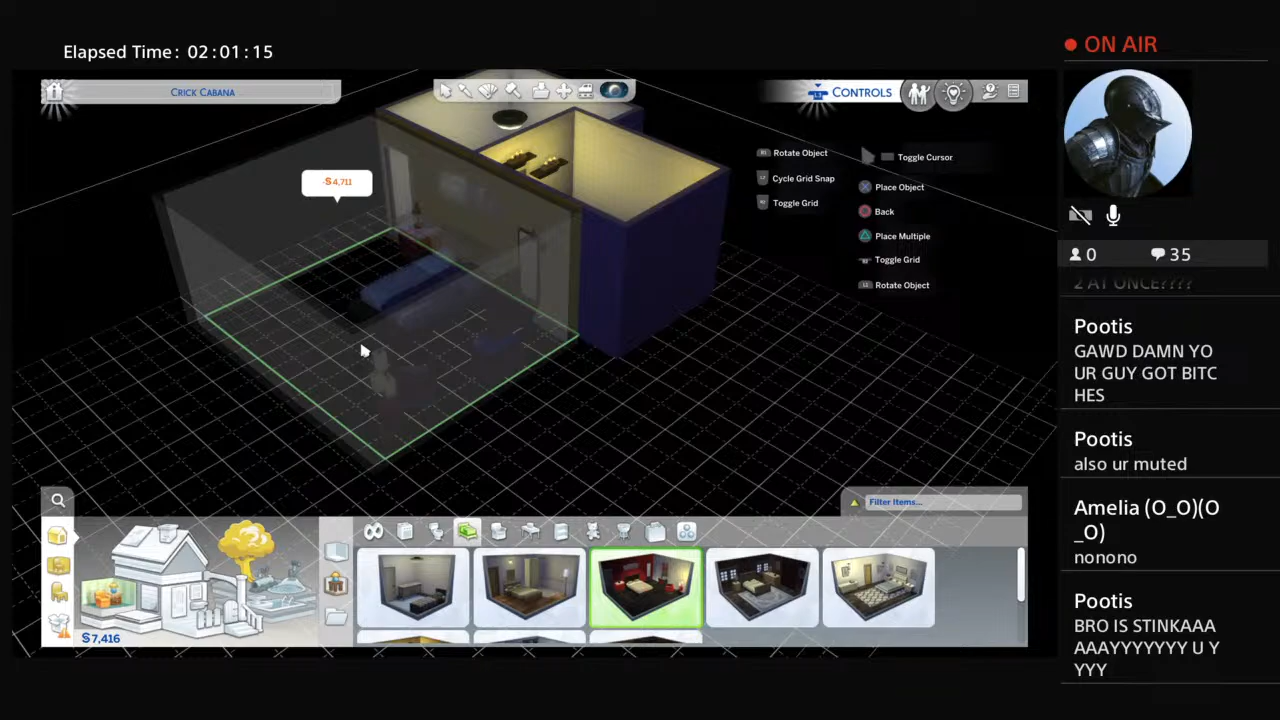 Elapsed Time: 02:01:15
ON AIR
CRICK CABANA
CONTROLS
-§4,711
Rotate Object
Toggle Cursor
Cycle Grid Snap
Place Object
Toggle Grid
Back
Place Multiple
Toggle Grid
Rotate Object
0
35
2 AT ONCE????
Pootis
GAWD DAMN YO
UR GUY GOT BITC
HES
Pootis
also ur muted
Amelia (O_O)(O
_O)
nonono
Pootis
BRO IS STINKAAA
AAAYYYYYYY U Y
YYY
Filter Items...
§7,416